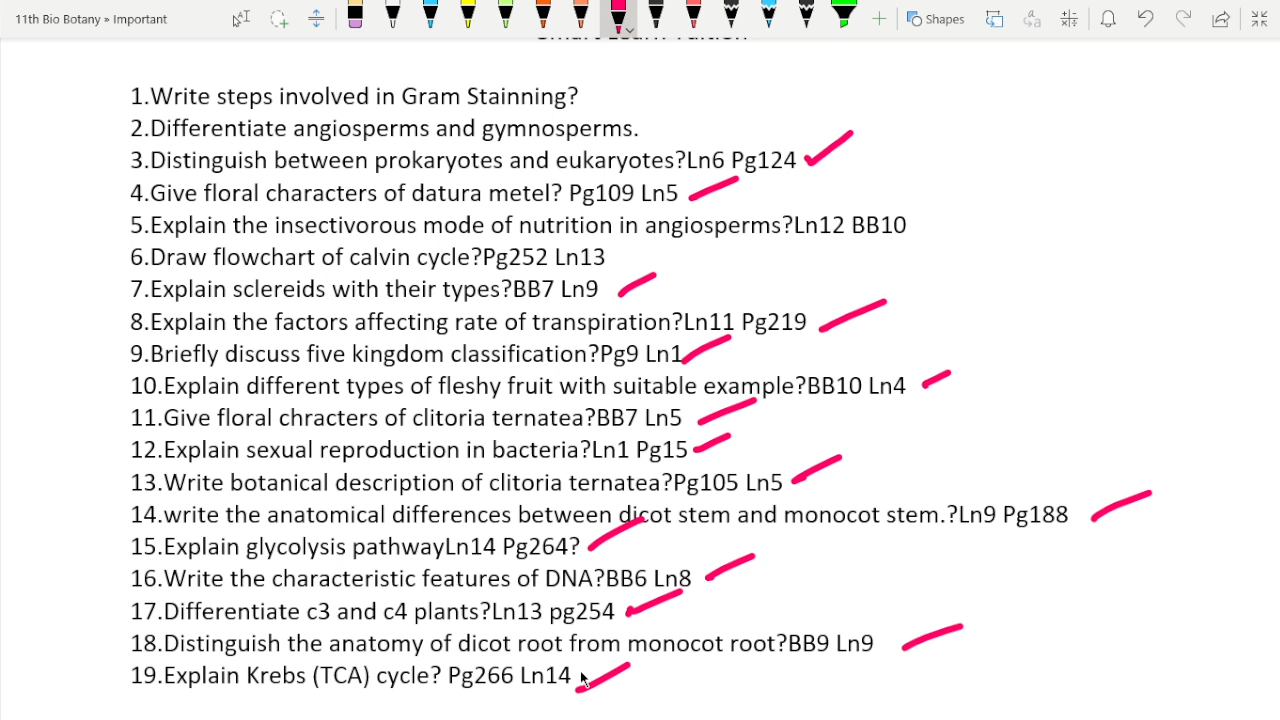 11th Bio Botany » Important
Shapes
Smart Learn Tuition
1.Write steps involved in Gram Stainning?
2.Differentiate angiosperms and gymnosperms.
3.Distinguish between prokaryotes and eukaryotes?Ln6 Pg124
4.Give floral characters of datura metel? Pg109 Ln5
5.Explain the insectivorous mode of nutrition in angiosperms?Ln12 BB10
6.Draw flowchart of calvin cycle?Pg252 Ln13
7.Explain sclereids with their types?BB7 Ln9
8.Explain the factors affecting rate of transpiration?Ln11 Pg219
9.Briefly discuss five kingdom classification?Pg9 Ln1
10.Explain different types of fleshy fruit with suitable example?BB10 Ln4
11.Give floral chracters of clitoria ternatea?BB7 Ln5
12.Explain sexual reproduction in bacteria?Ln1 Pg15
13.Write botanical description of clitoria ternatea?Pg105 Ln5
14.write the anatomical differences between dicot stem and monocot stem.?Ln9 Pg188
15.Explain glycolysis pathwayLn14 Pg264?
16.Write the characteristic features of DNA?BB6 Ln8
17.Differentiate c3 and c4 plants?Ln13 pg254
18.Distinguish the anatomy of dicot root from monocot root?BB9 Ln9
19.Explain Krebs (TCA) cycle? Pg266 Ln14